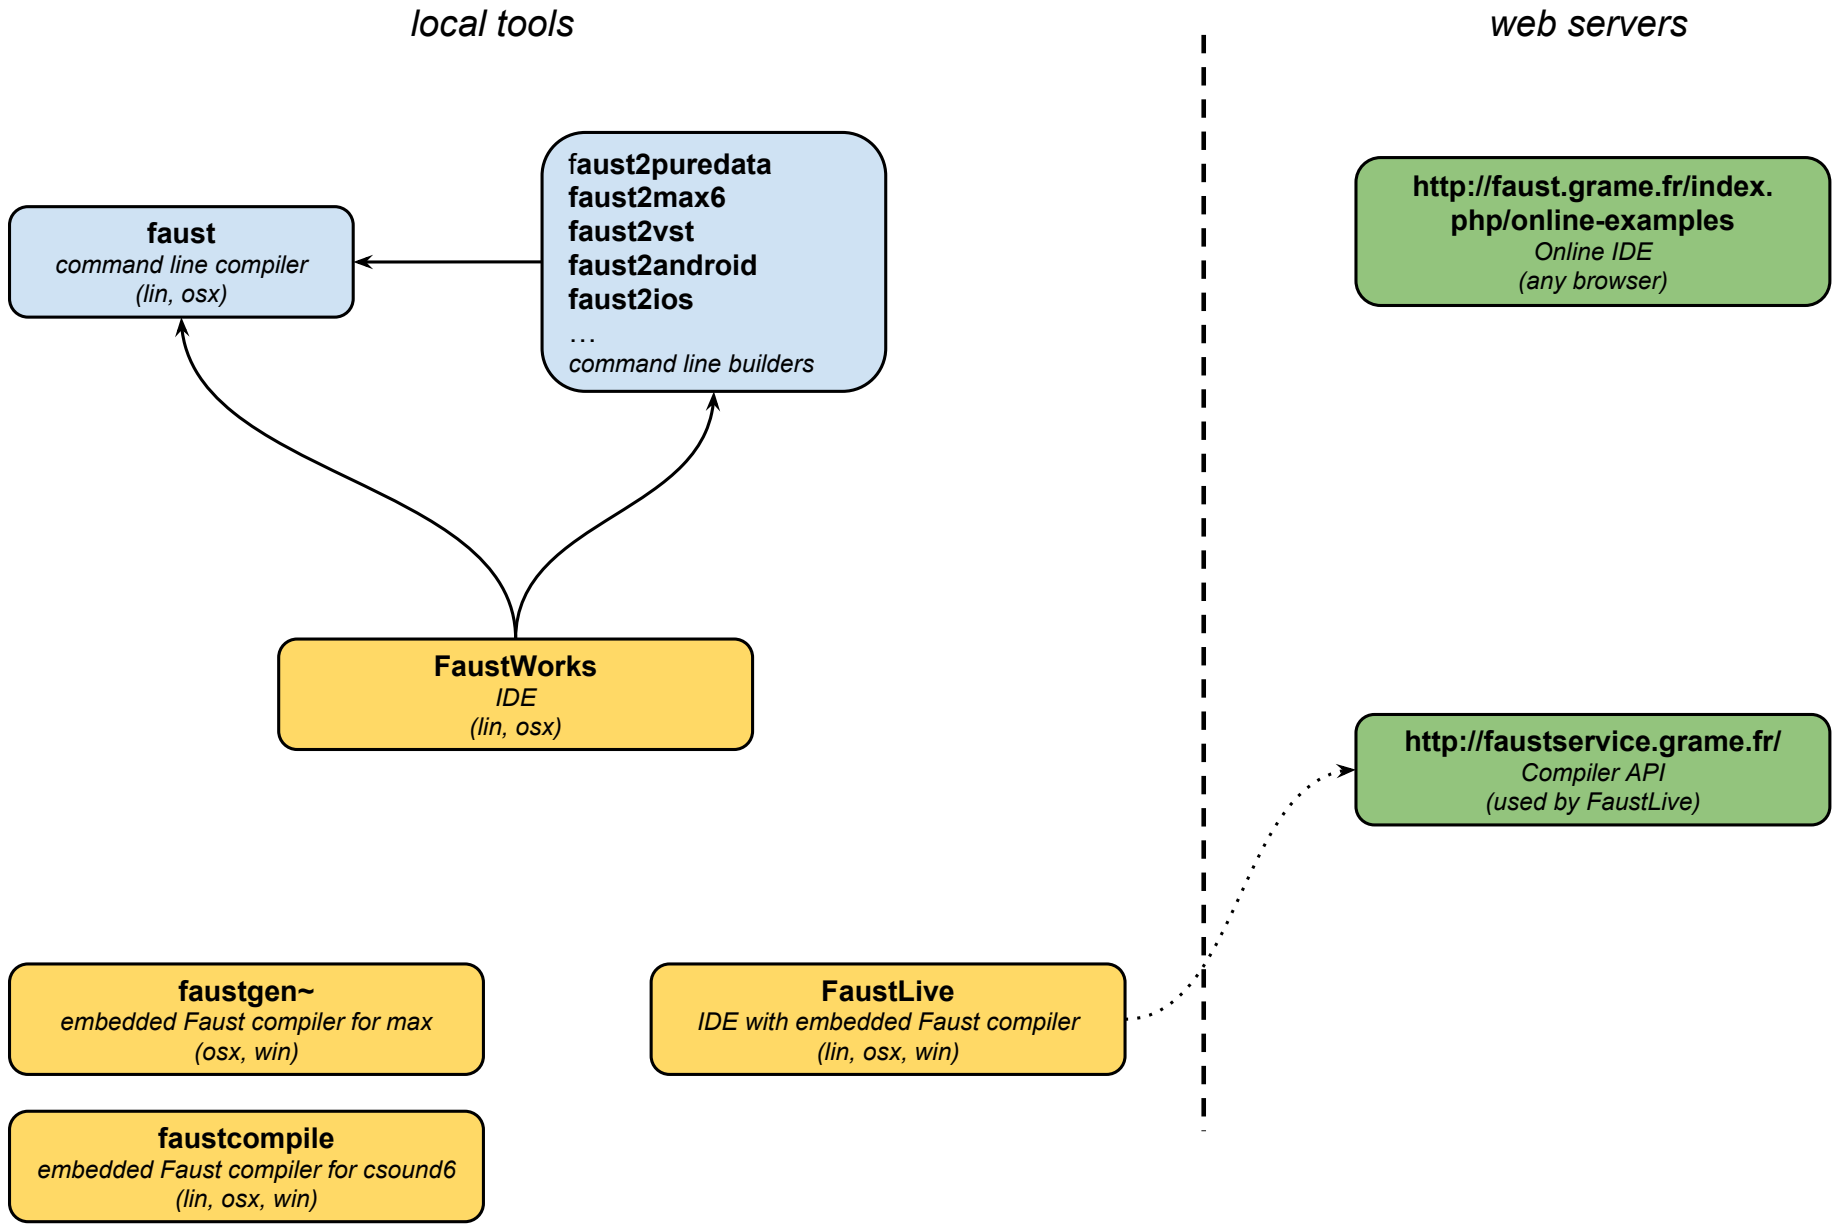 local tools
web servers
faust2puredata
faust2max6
faust2vst
faust2android
faust2ios
…
command line builders
faust
command line compiler
(lin, osx)
http://faust.grame.fr/index.
php/online-examples
Online IDE
(any browser)
FaustWorks
IDE
(lin, osx)
http://faustservice.grame.fr/
Compiler API
(used by FaustLive)
faustgen~
embedded Faust compiler for max
(osx, win)
FaustLive
IDE with embedded Faust compiler
(lin, osx, win)
faustcompile
embedded Faust compiler for csound6
(lin, osx, win)